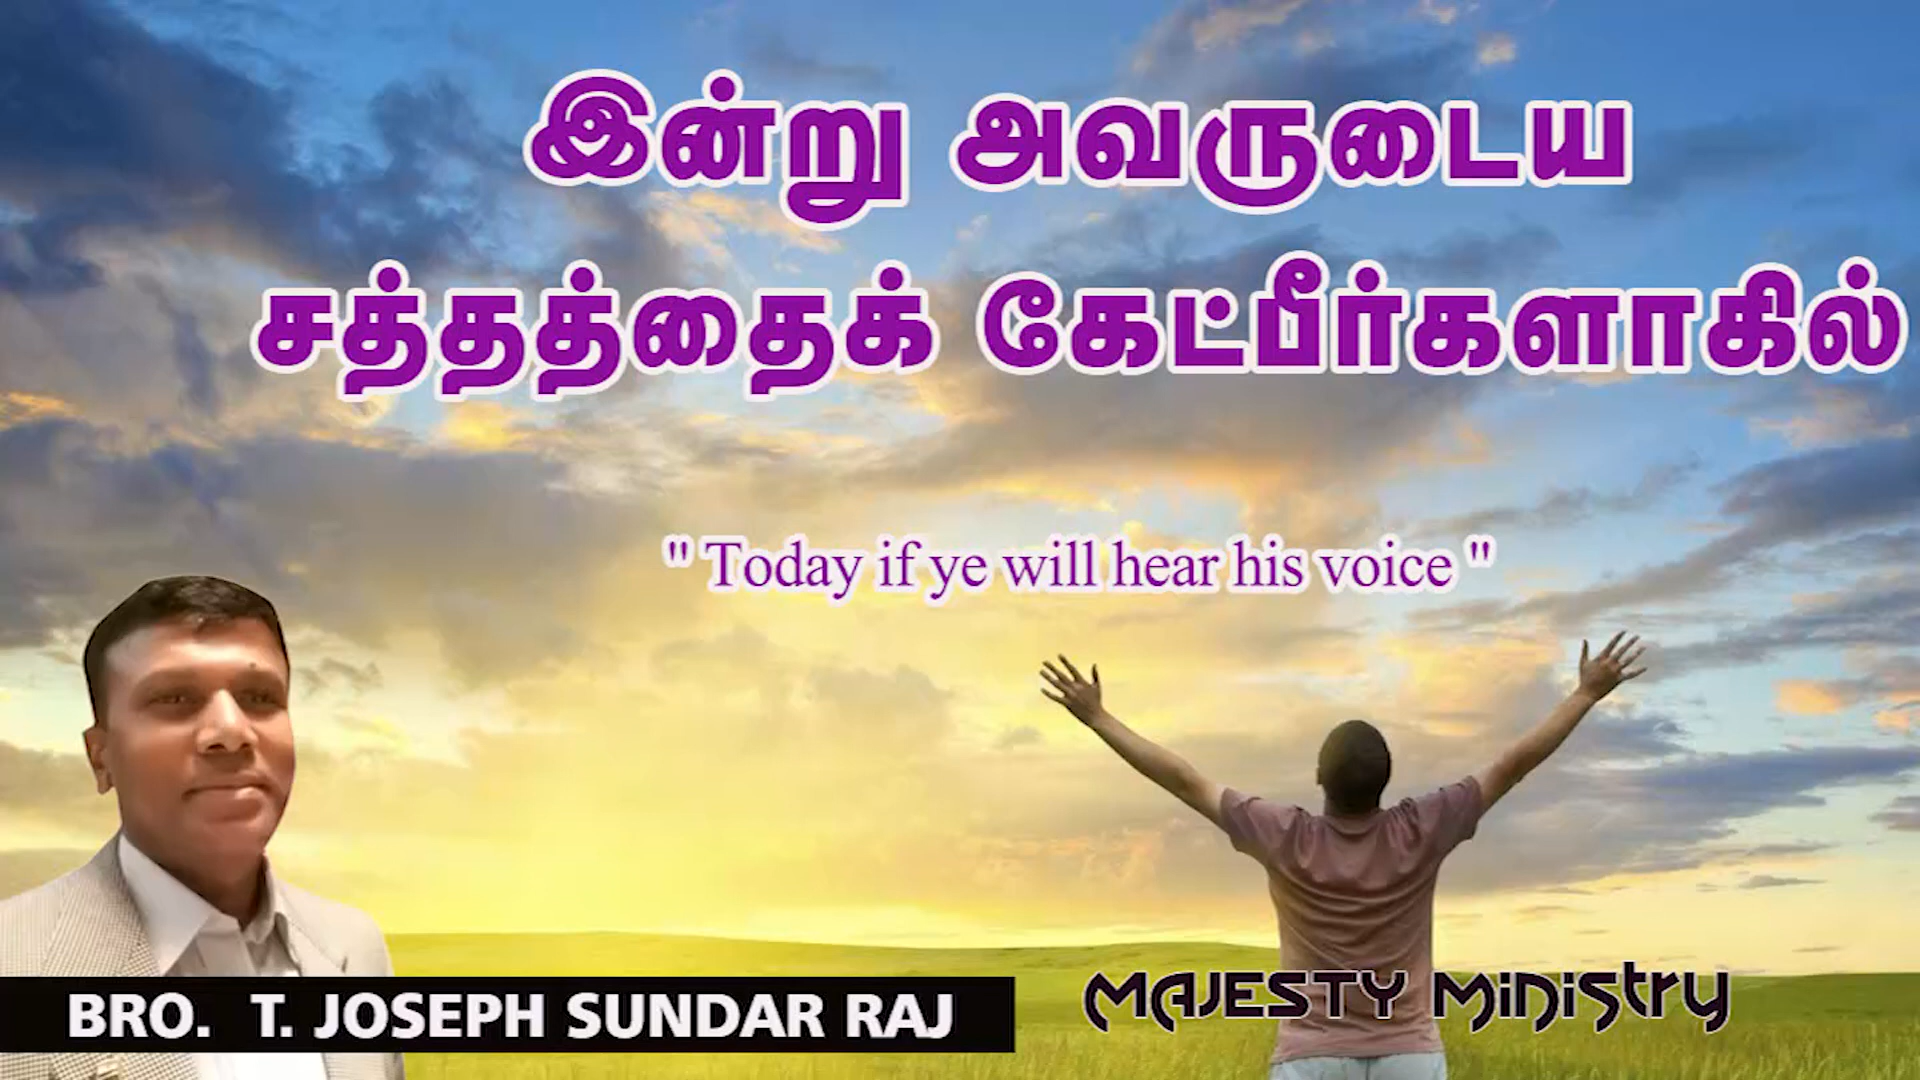 இன்று அவருடைய
சத்தத்தைக் கேட்பீர்களாகில்
" Today if ye will hear his voice "
BRO. T. JOSEPH SUNDAR RAJ
MAJESTY MINISTRY